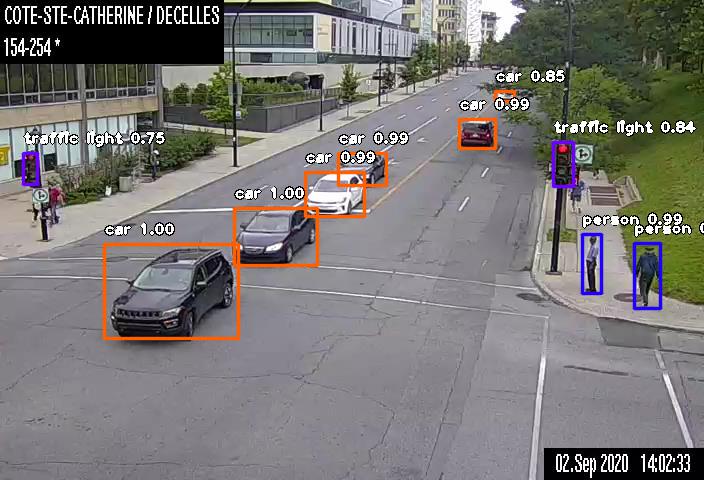 COTE-STE-CATHERINE / DECELLES
154-254 *
car 0.85
car 0.99
traffic light 0.75
car 0.99
traffic light 0.84
car 0.99
car 1.00
person 0.99
person 0
car 1.00
02.Sep 2020 14:02:33